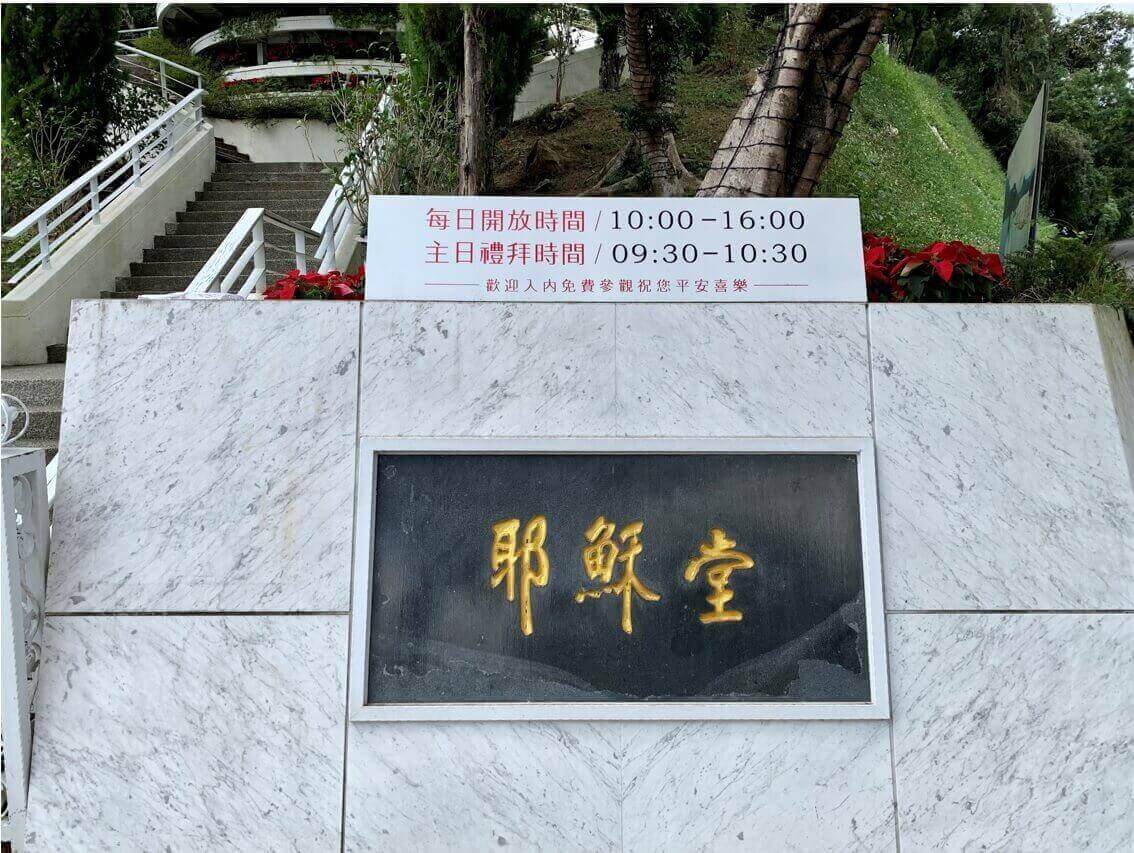 每日開放時間 / 10:00-16:00
主日禮拜時間 / 09:30-10:30
歡迎入內免費參觀祝您平安喜樂
耶穌堂